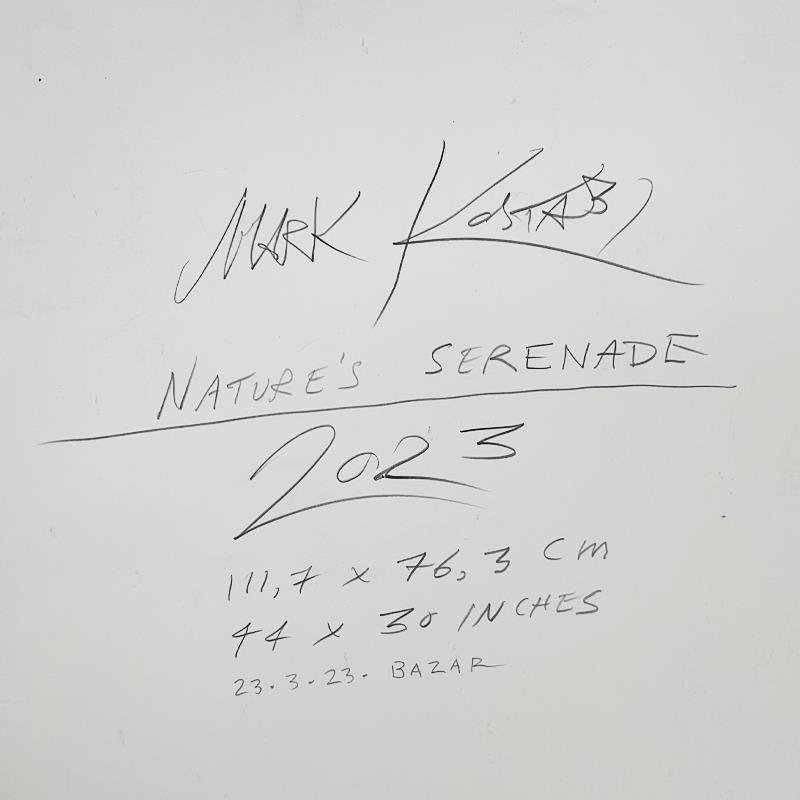 MARK KOSTABI
NATURE'S SERENADE
2023
111,7 x 76,3 cm
44 x 30 INCHES
23.3.23. BAZAR